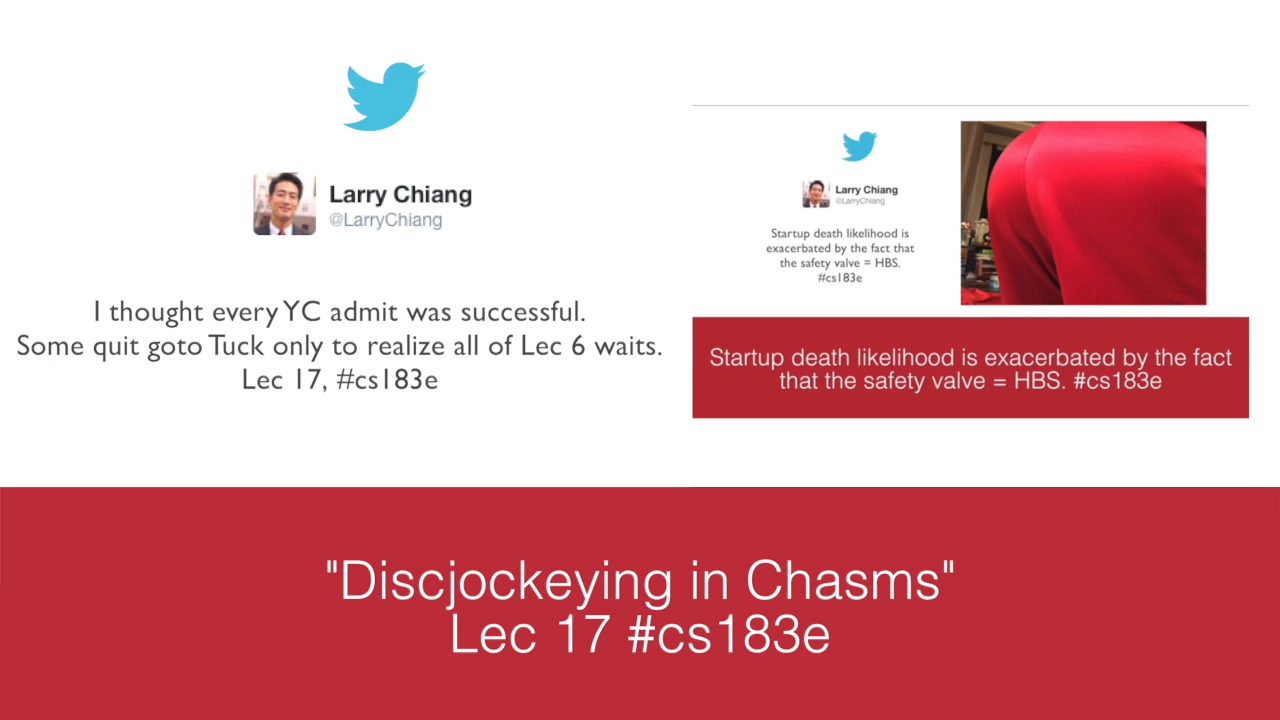 Larry Chiang
@LarryChiang
I thought every YC admit was successful.
Some quit goto Tuck only to realize all of Lec 6 waits.
Lec 17, #cs183e
Larry Chiang
@LarryChiang
Startup death likelihood is
exacerbated by the fact that
the safety valve = HBS.
#cs183e
Startup death likelihood is exacerbated by the fact
that the safety valve = HBS. #cs183e
"Discjockeying in Chasms"
Lec 17 #cs183e